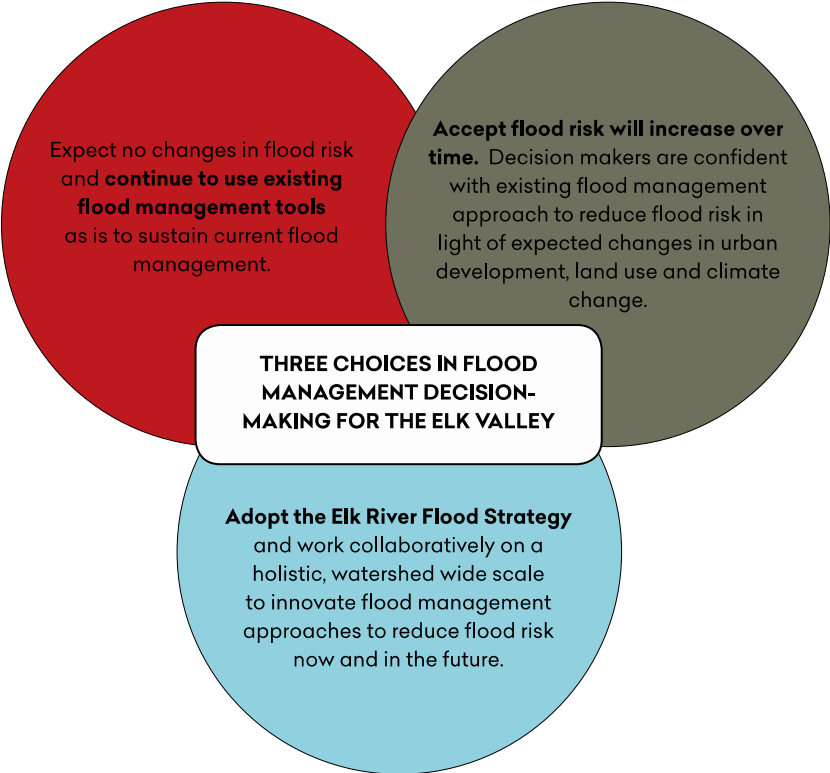 Expect no changes in flood risk
and continue to use existing
flood management tools
as is to sustain current flood
management.
Accept flood risk will increase over
time. Decision makers are confident
with existing flood management
approach to reduce flood risk in
light of expected changes in urban
development, land use and climate
change.
THREE CHOICES IN FLOOD
MANAGEMENT DECISION-
MAKING FOR THE ELK VALLEY
Adopt the Elk River Flood Strategy
and work collaboratively on a
holistic, watershed wide scale
to innovate flood management
approaches to reduce flood risk
now and in the future.